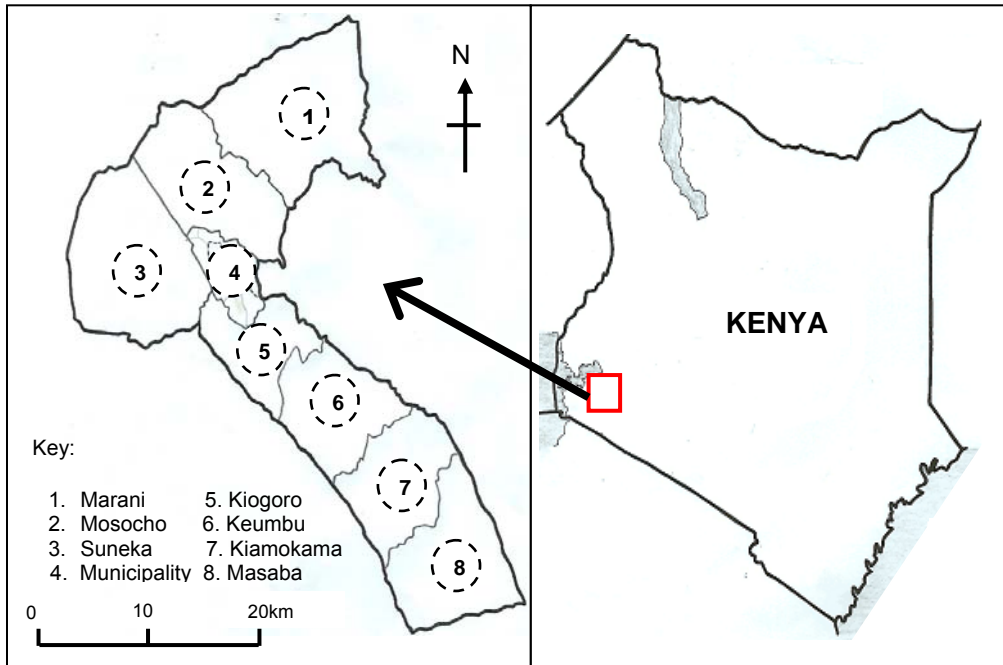 N
1
2
3
4
5
6
7
8
Key:
1. Marani 5. Kiogoro
2. Mosocho 6. Keumbu
3. Suneka 7. Kiamokama
4. Municipality 8. Masaba
0 10 20km
KENYA